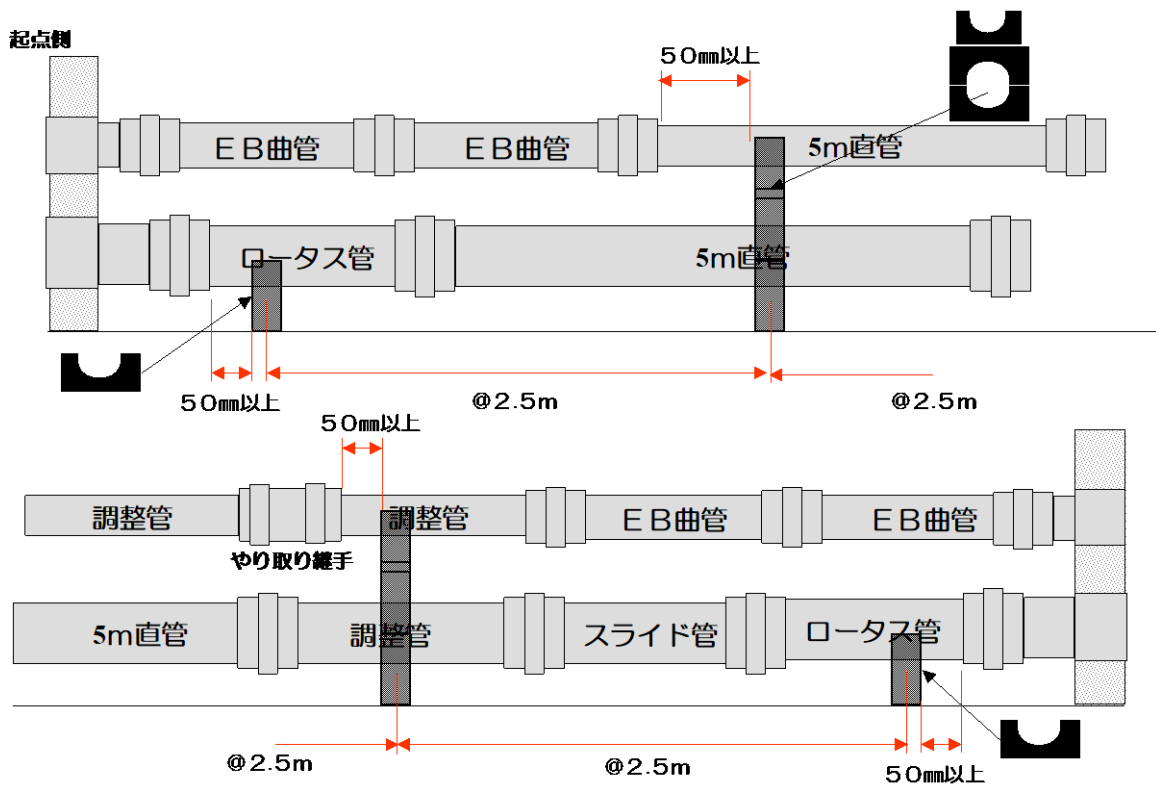 起点側
50㎜以上
EB曲管
EB曲管
5m直管
ロータス管
5m直管
50㎜以上
@2.5m
@2.5m
50㎜以上
調整管
調整管
EB曲管
EB曲管
やり取り継手
5m直管
調整管
スライド管
ロータス管
@2.5m
@2.5m
50㎜以上